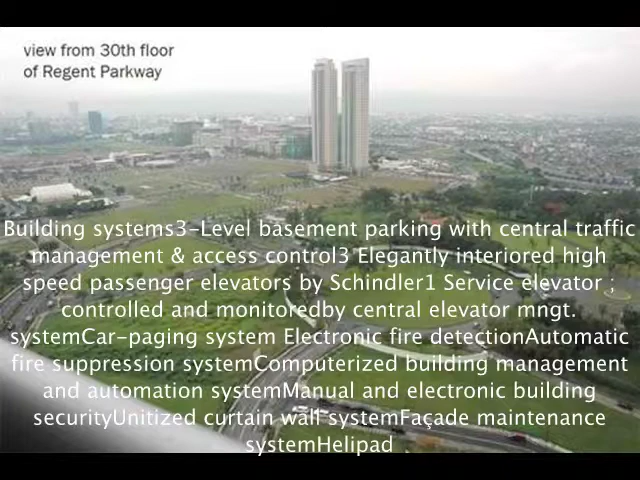 view from 30th floor
of Regent Parkway
Building systems3-Level basement parking with central traffic
management & access control3 Elegantly interiored high
speed passenger elevators by Schindler1 Service elevator ;
controlled and monitoredby central elevator mngt.
systemCar-paging system Electronic fire detectionAutomatic
fire suppression systemComputerized building management
and automation systemManual and electronic building
securityUnitized curtain wall systemFaçade maintenance
systemHelipad